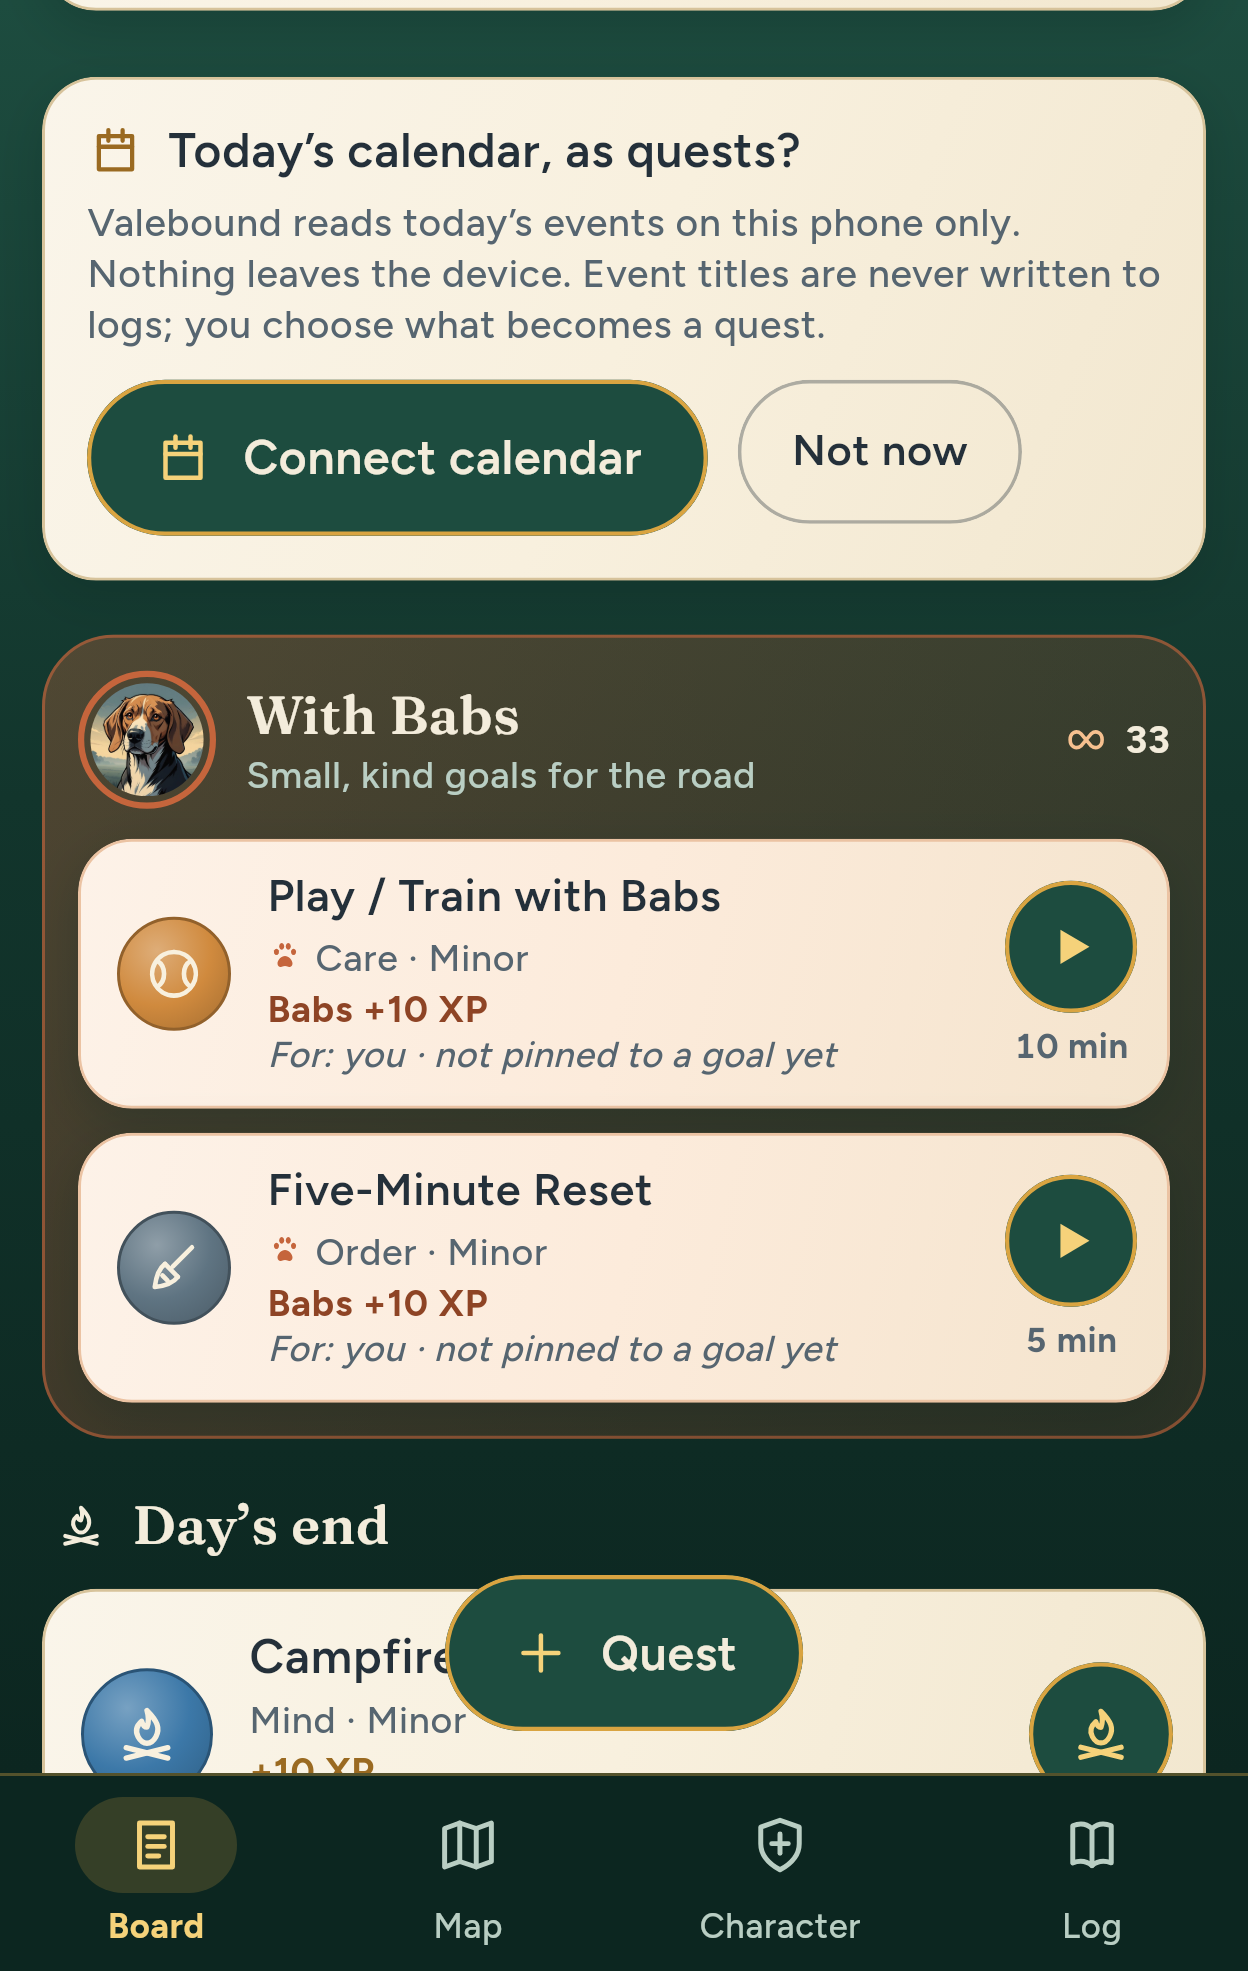 Today’s calendar, as quests?
Valebound reads today’s events on this phone only.
Nothing leaves the device. Event titles are never written to
logs; you choose what becomes a quest.
Connect calendar
Not now
With Babs
Small, kind goals for the road
∞ 33
Play / Train with Babs
Care · Minor
Babs +10 XP
For: you · not pinned to a goal yet
10 min
Five-Minute Reset
Order · Minor
Babs +10 XP
For: you · not pinned to a goal yet
5 min
Day’s end
Campfire
+ Quest
Mind · Minor
+10 XP
Board
Map
Character
Log